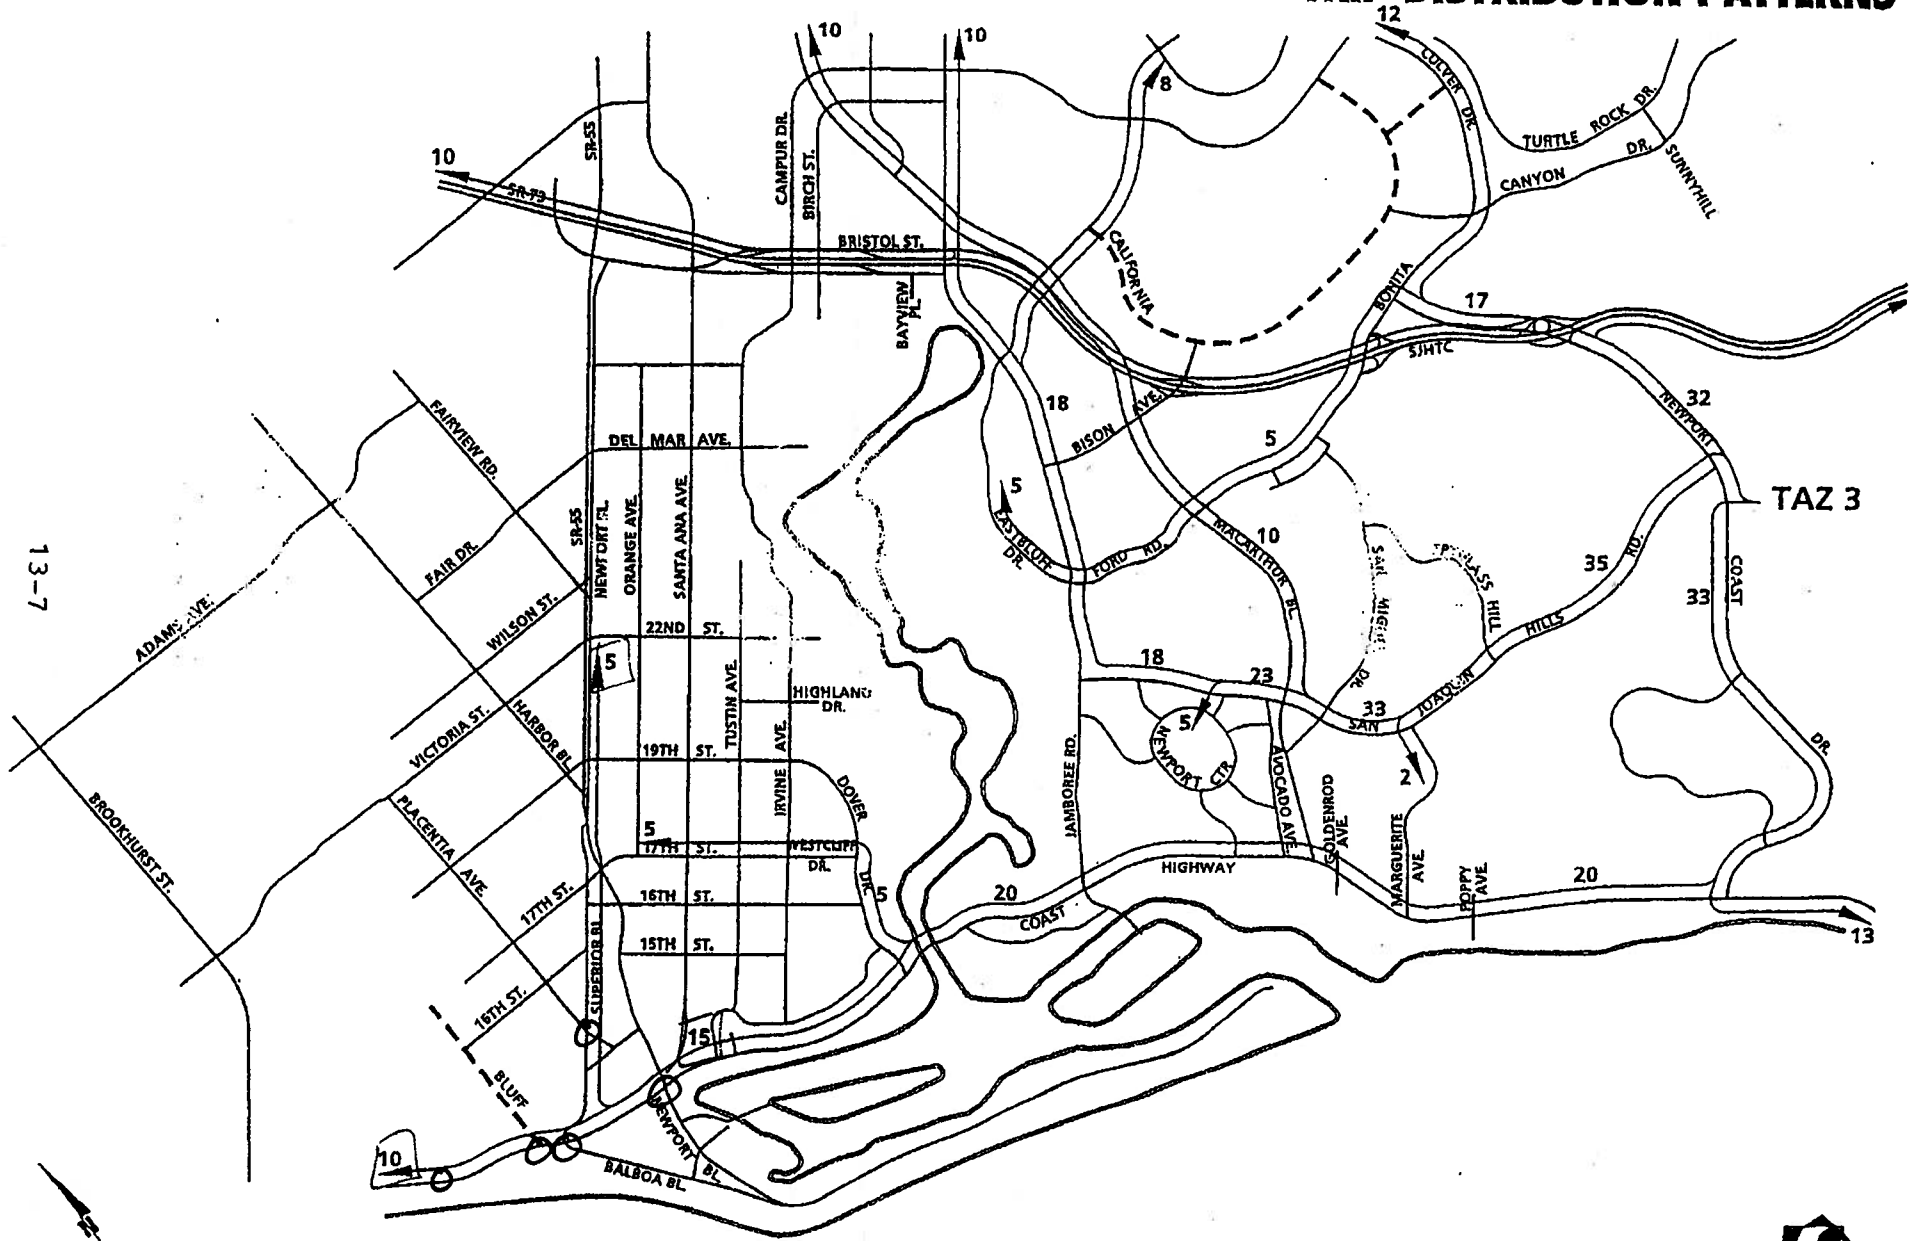 DISTRIBUTION PATTERNS
12
10
10
8
CULVER DR.
TURTLE ROCK DR.
SUNNYHILL
CANYON DR.
SR-55
CAMPUR DR.
BIRCH ST.
10
SR-73
BRISTOL ST.
BAYVIEW PL.
CALIFORNIA
BONITA
17
SJHTC
32
NEWPORT
18
BISON AVE.
5
FAIRVIEW RD.
DEL MAR AVE.
SR-55
NEWPORT BL.
ORANGE AVE.
SANTA ANA AVE.
5
EASTBLUFF DR.
FORD RD.
MACARTHUR BL.
10
TAZ 3
13-7
FAIR DR.
WILSON ST.
ADAMS AVE.
22ND ST.
5
SAN MIGUEL DR.
HILL
35
33
COAST
SAN JOAQUIN HILLS RD.
18
23
33
5
NEWPORT CTR.
2
HIGHLAND DR.
TUSTIN AVE.
IRVINE AVE.
HARBOR BL.
VICTORIA ST.
19TH ST.
DOVER DR.
JAMBOREE RD.
AVOCADO AVE.
GOLDENROD AVE.
MARGUERITE AVE.
POPPY AVE.
DR.
BROOKHURST ST.
PLACENTIA AVE.
5
17TH ST.
WESTCLIFF DR.
5
20
HIGHWAY
20
17TH ST.
16TH ST.
COAST
13
15TH ST.
SUPERIOR BL.
16TH ST.
15
BLUFF
NEWPORT BL.
10
BALBOA BL.
N